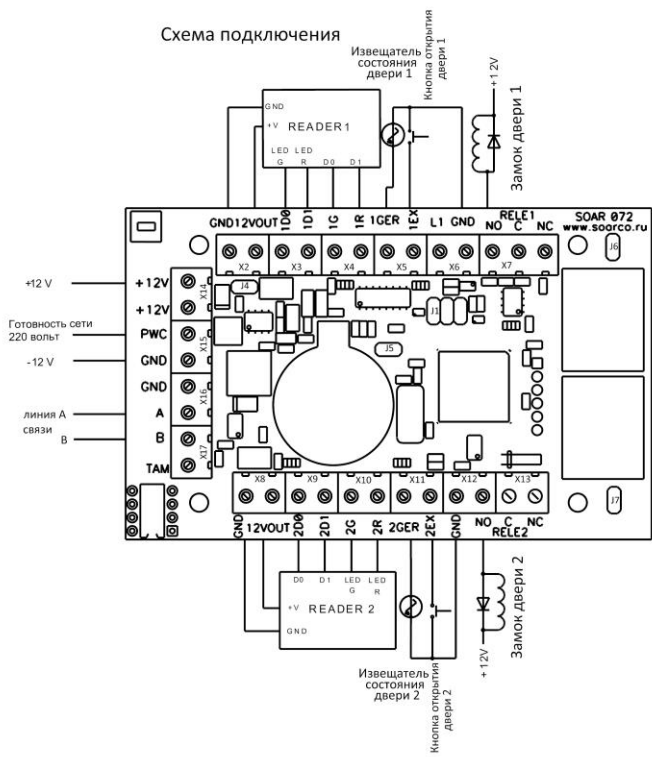 Схема подключения
Извещатель
состояния
двери 1
Кнопка открытия
двери 1
+12V
Замок двери 1
GND
+V
READER1
LED LED
G R D0 D1
GND12VOUT 1D0 1D1 1G 1R 1GER 1EX L1 GND NO RELE1 C NC
SOAR 072
www.soarco.ru
X2 X3 X4 X5 X6 X7
J6
J4
J1
J5
+12 V
+12V
X14
+12V
Готовность сети
220 вольт
PWC
X15
-12 V
GND
GND
X16
линия А
связи
A
В
B
X17
TAM
X8 X9 X10 X11 X12 X13
J7
GND 12VOUT 2D0 2D1 2G 2R 2GER 2EX GND NO C NC
RELE2
D0 D1 LED LED
G R
+V
READER 2
GND
+12V
Замок двери 2
Извещатель
состояния
двери 2
Кнопка открытия
двери 2